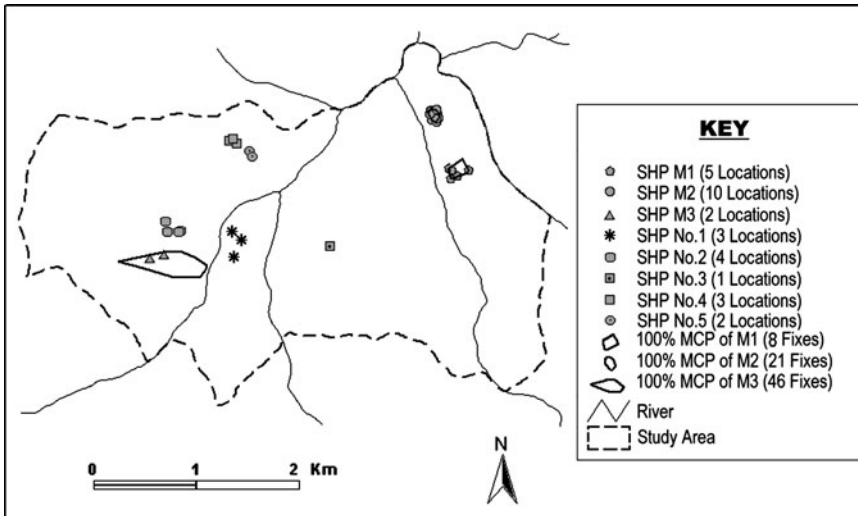 KEY
SHP M1 (5 Locations)
SHP M2 (10 Locations)
SHP M3 (2 Locations)
SHP No.1 (3 Locations)
SHP No.2 (4 Locations)
SHP No.3 (1 Locations)
SHP No.4 (3 Locations)
SHP No.5 (2 Locations)
100% MCP of M1 (8 Fixes)
100% MCP of M2 (21 Fixes)
100% MCP of M3 (46 Fixes)
River
Study Area
0 1 2 Km
N